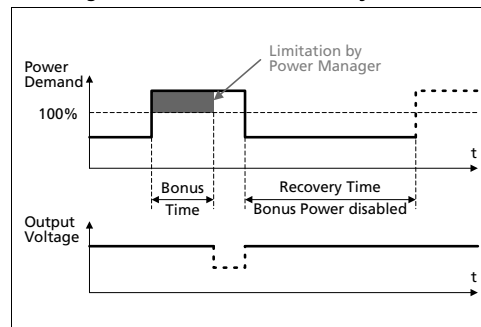 Limitation by
Power Manager
Power
Demand
100%
t
Bonus
Time
Recovery Time
Bonus Power disabled
Output
Voltage
t